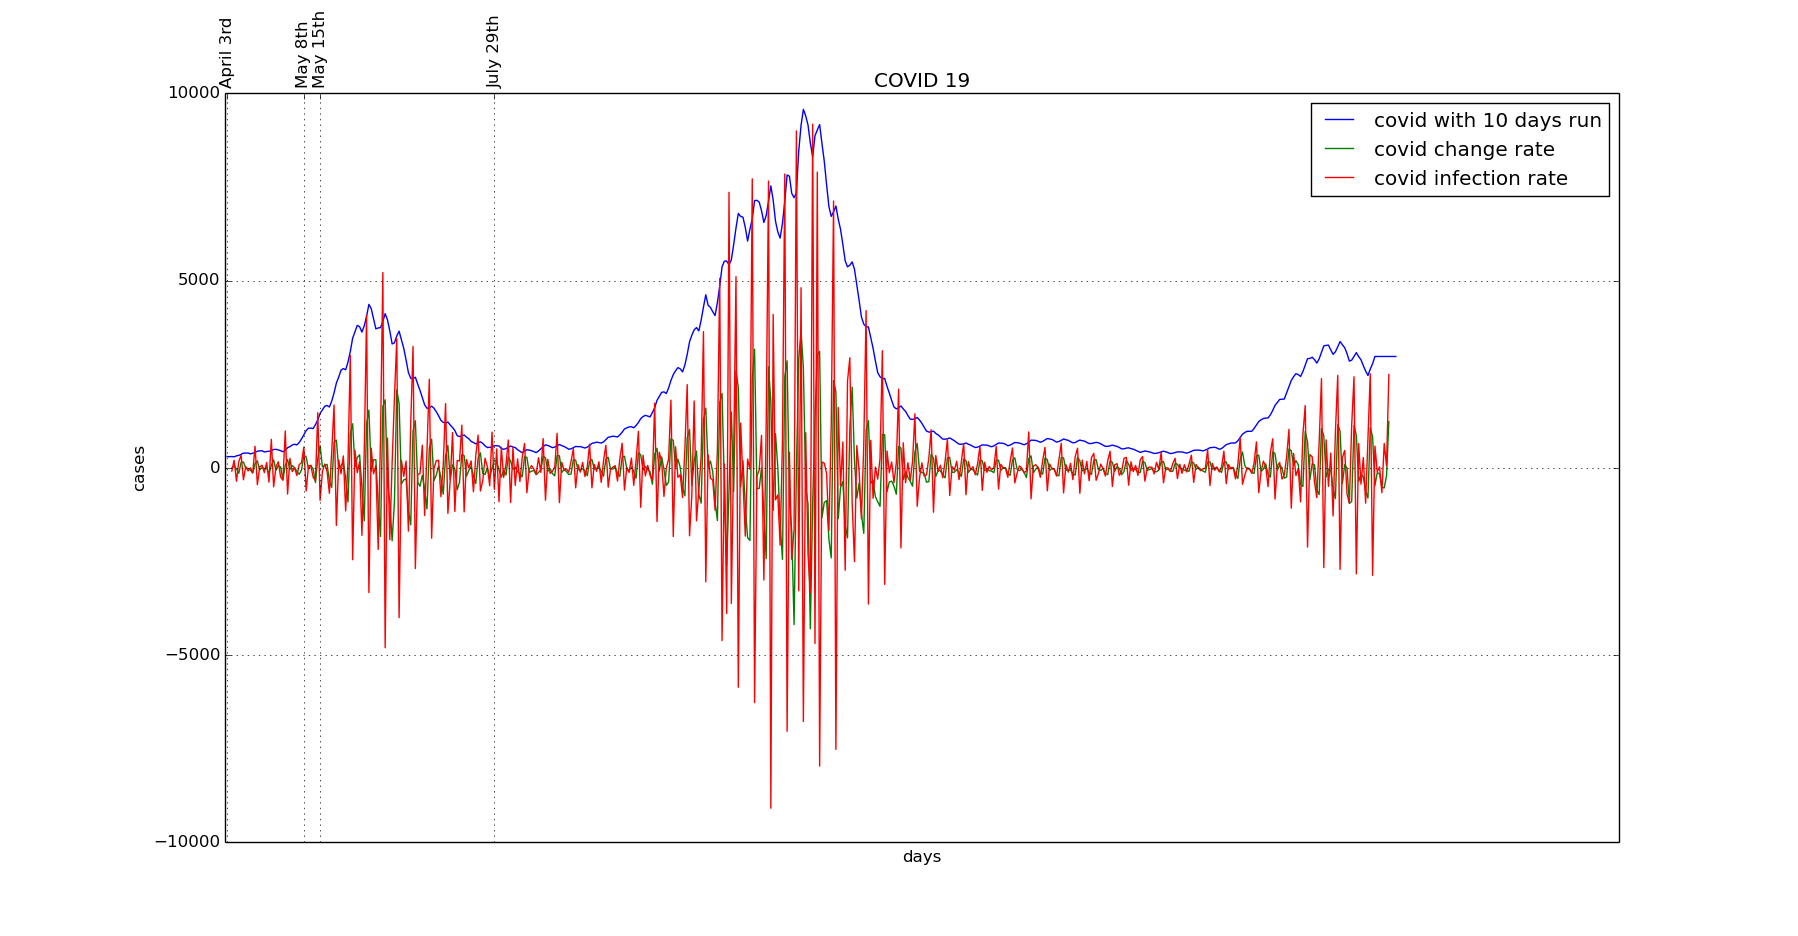 April 3rd
May 8th
May 15th
July 29th
COVID 19
10000
5000
0
−5000
−10000
cases
days
covid with 10 days run
covid change rate
covid infection rate